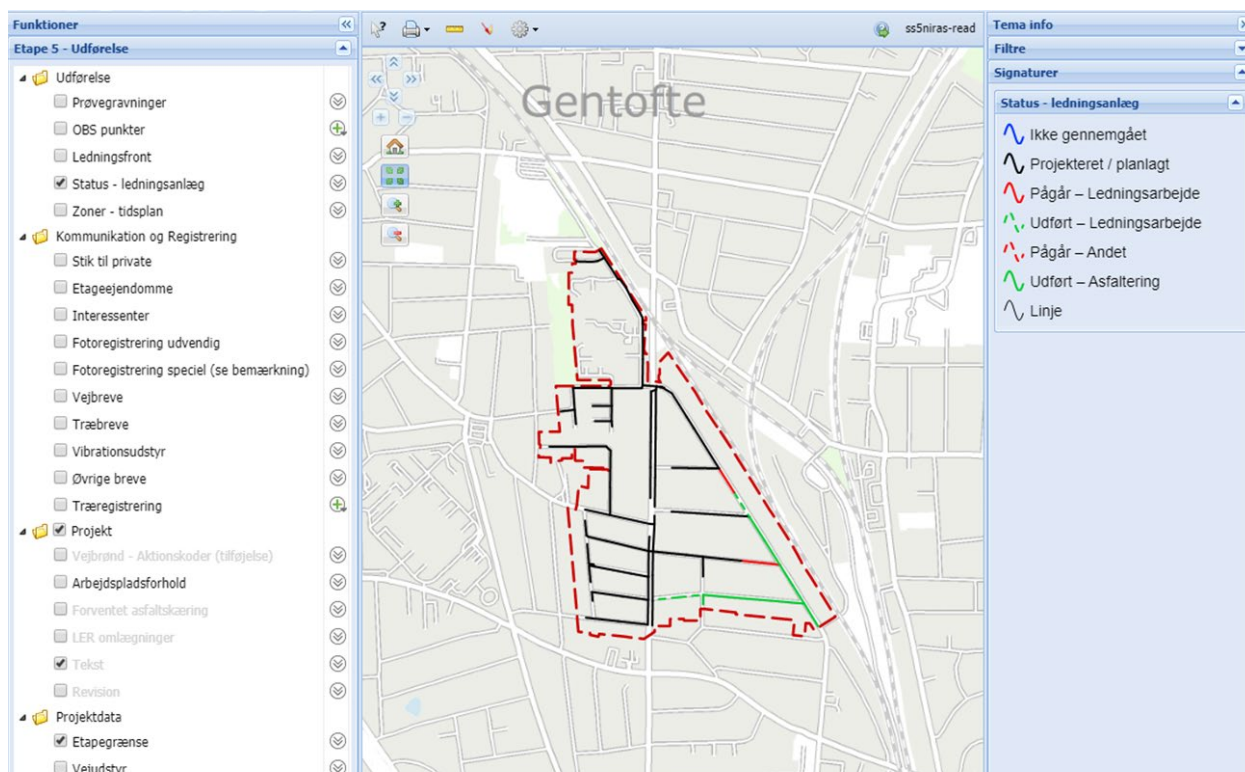 Funktioner
Etape 5 - Udførelse
Udførelse
Prøvegravninger
OBS punkter
Ledningsfront
Status - ledningsanlæg
Zoner - tidsplan
Kommunikation og Registrering
Stik til private
Etageejendomme
Interessenter
Fotoregistrering udvendig
Fotoregistrering speciel (se bemærkning)
Vejbreve
Træbreve
Vibrationsudstyr
Øvrige breve
Træregistrering
Projekt
Vejbrønd - Aktionskoder (tilføjelse)
Arbejdspladsforhold
Forventet asfaltskæring
LER omlægninger
Tekst
Revision
Projektdata
Etapegrænse
Vejudstyr
ss5niras-read
Gentofte
Tema info
Filtre
Signaturer
Status - ledningsanlæg
Ikke gennemgået
Projekteret / planlagt
Pågår – Ledningsarbejde
Udført – Ledningsarbejde
Pågår – Andet
Udført – Asfaltering
Linje